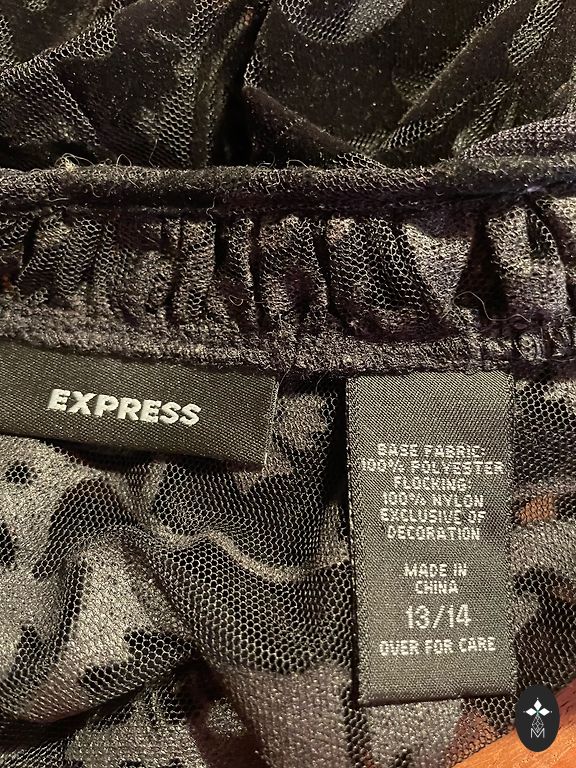 EXPRESS
BASE FABRIC:
100% POLYESTER
FLOCKING:
100% NYLON
EXCLUSIVE OF
DECORATION
MADE IN
CHINA
13/14
OVER FOR CARE
M